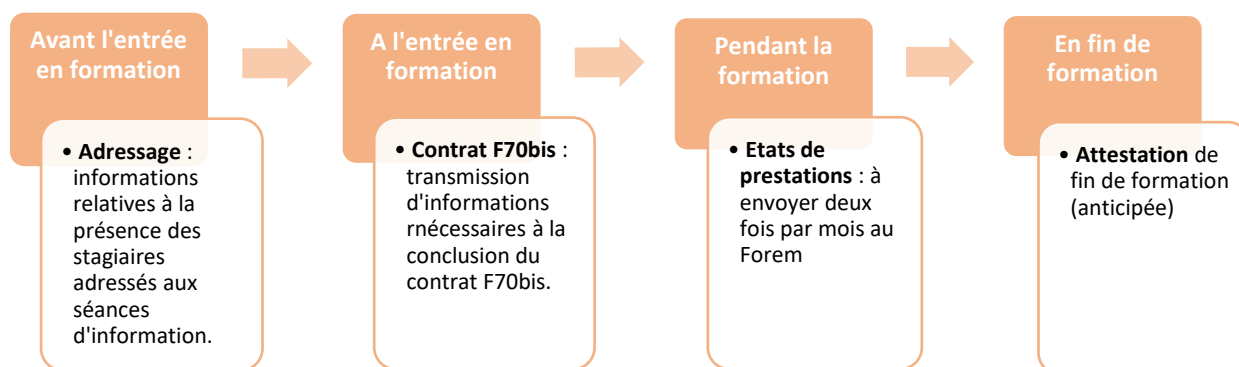 Avant l'entrée
en formation
• Adressage :
informations
relatives à la
présence des
stagiaires
adressés aux
séances
d'information.
A l'entrée en
formation
• Contrat F70bis :
transmission
d'informations
rnécessaires à la
conclusion du
contrat F70bis.
Pendant la
formation
• Etats de
prestations : à
envoyer deux
fois par mois au
Forem
En fin de
formation
• Attestation de
fin de formation
(anticipée)